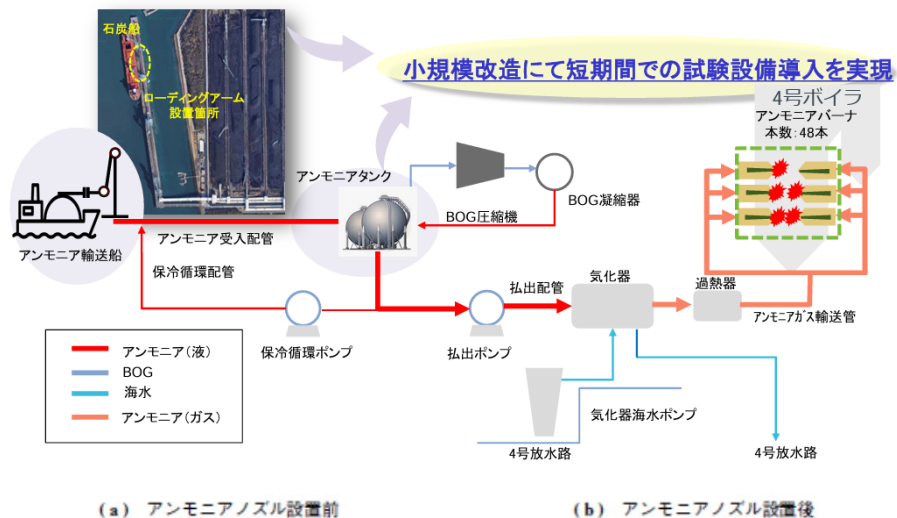 石炭船
ローディングアーム
設置箇所
小規模改造にて短期間での試験設備導入を実現
4号ボイラ
アンモニアバーナ
本数：48本
アンモニアタンク
BOG圧縮機
BOG凝縮器
アンモニア輸送船
アンモニア受入配管
保冷循環配管
保冷循環ポンプ
払出配管
払出ポンプ
気化器
過熱器
アンモニアガス輸送管
アンモニア（液）
BOG
海水
アンモニア（ガス）
気化器海水ポンプ
4号放水路
4号放水路
(a) アンモニアノズル設置前
(b) アンモニアノズル設置後